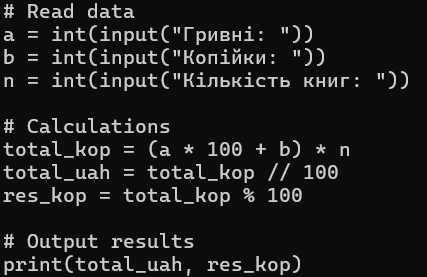 # Read data
a = int(input("Гривні: "))
b = int(input("Копійки: "))
n = int(input("Кількість книг: "))

# Calculations
total_kop = (a * 100 + b) * n
total_uah = total_kop // 100
res_kop = total_kop % 100

# Output results
print(total_uah, res_kop)